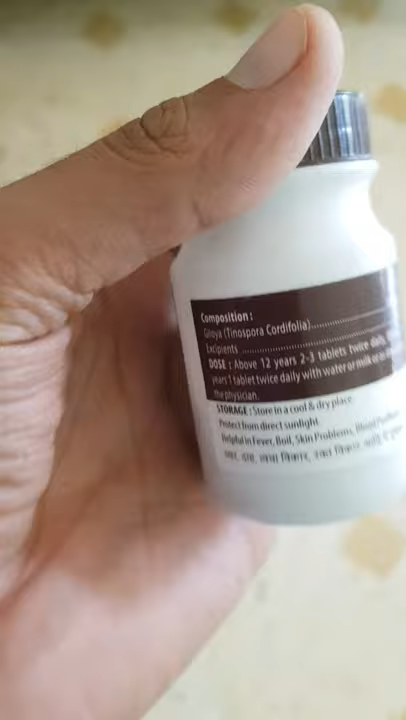 Composition :
Giloya (Tinospora Cordifolia)....................
Excipients ....................
DOSE : Above 12 years 2-3 tablets twice daily,
years 1 tablet twice daily with water or milk or as
the physician.
STORAGE : Store in a cool & dry place.
Protect from direct sunlight.
Helpful in Fever, Boil, Skin Problems, Blood
विकार, रक्त विकार